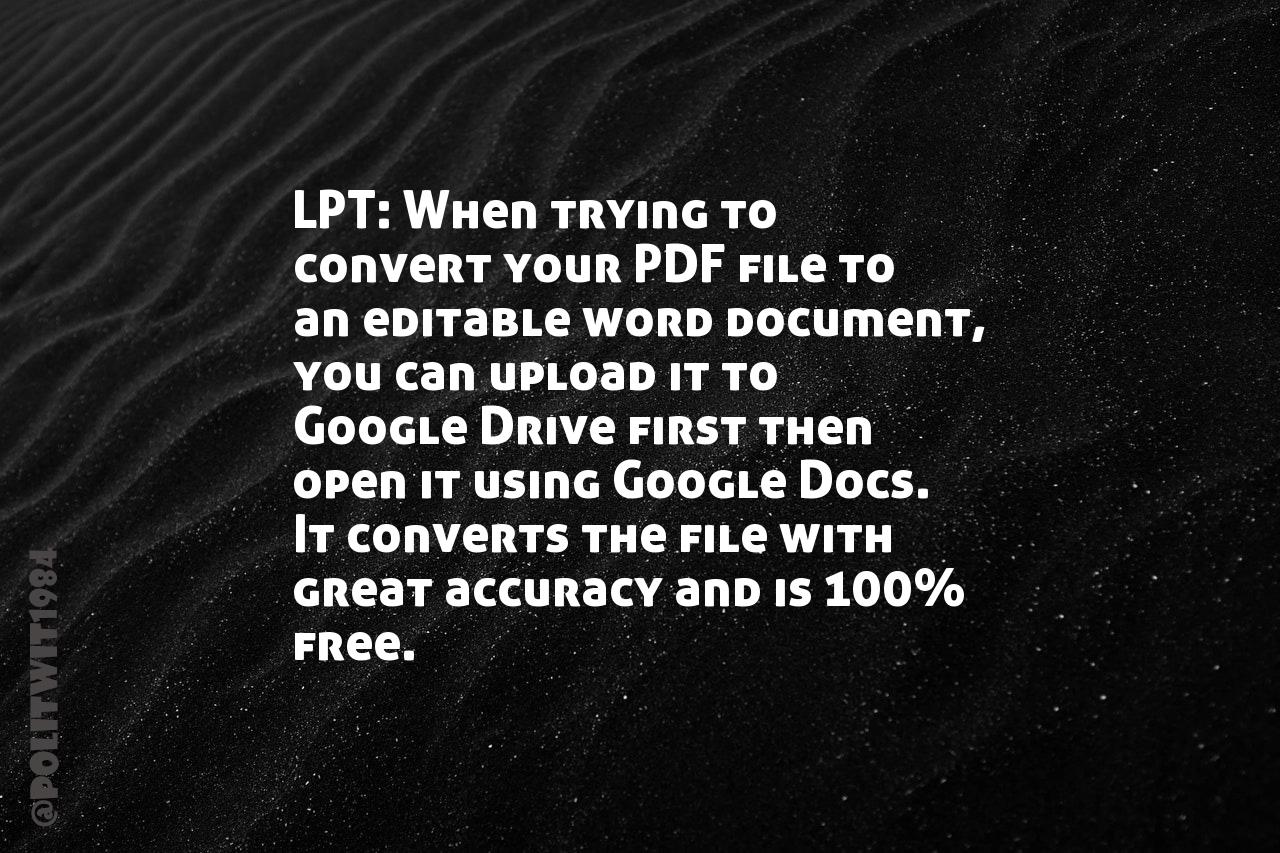 LPT: When trying to
convert your PDF file to
an editable word document,
you can upload it to
Google Drive first then
open it using Google Docs.
It converts the file with
great accuracy and is 100%
free.
@politwit1984